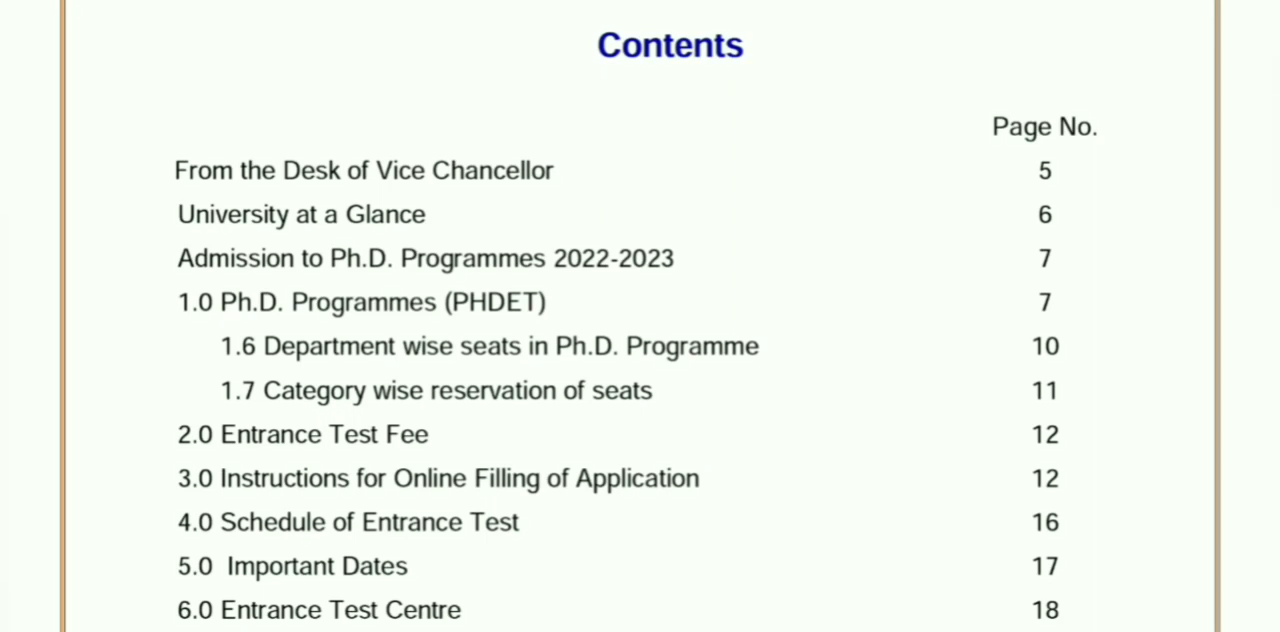 Contents
Page No.
From the Desk of Vice Chancellor 5
University at a Glance 6
Admission to Ph.D. Programmes 2022-2023 7
1.0 Ph.D. Programmes (PHDET) 7
1.6 Department wise seats in Ph.D. Programme 10
1.7 Category wise reservation of seats 11
2.0 Entrance Test Fee 12
3.0 Instructions for Online Filling of Application 12
4.0 Schedule of Entrance Test 16
5.0 Important Dates 17
6.0 Entrance Test Centre 18